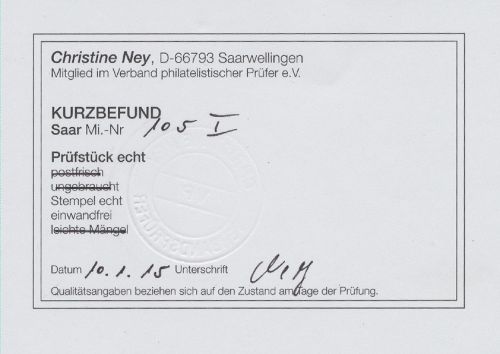 Christine Ney, D-66793 Saarwellingen
Mitglied im Verband philatelistischer Prüfer e.V.
KURZBEFUND
Saar Mi.-Nr 105 I
Prüfstück echt
postfrisch
ungebraucht
Stempel echt
einwandfrei
leichte Mängel
Datum 10.1.15 Unterschrift Ney
Qualitätsangaben beziehen sich auf den Zustand am Tage der Prüfung.